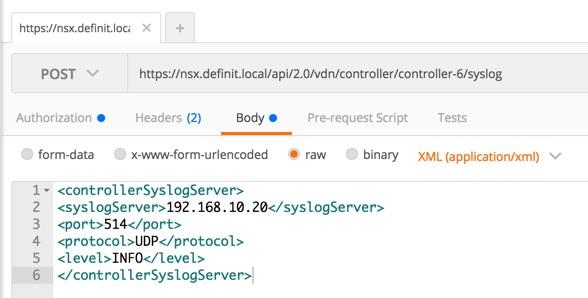 https://nsx.definit.local/
POST https://nsx.definit.local/api/2.0/vdn/controller/controller-6/syslog
Authorization Headers (2) Body Pre-request Script Tests
form-data x-www-form-urlencoded raw binary XML (application/xml)
1 <controllerSyslogServer>
2 <syslogServer>192.168.10.20</syslogServer>
3 <port>514</port>
4 <protocol>UDP</protocol>
5 <level>INFO</level>
6 </controllerSyslogServer>